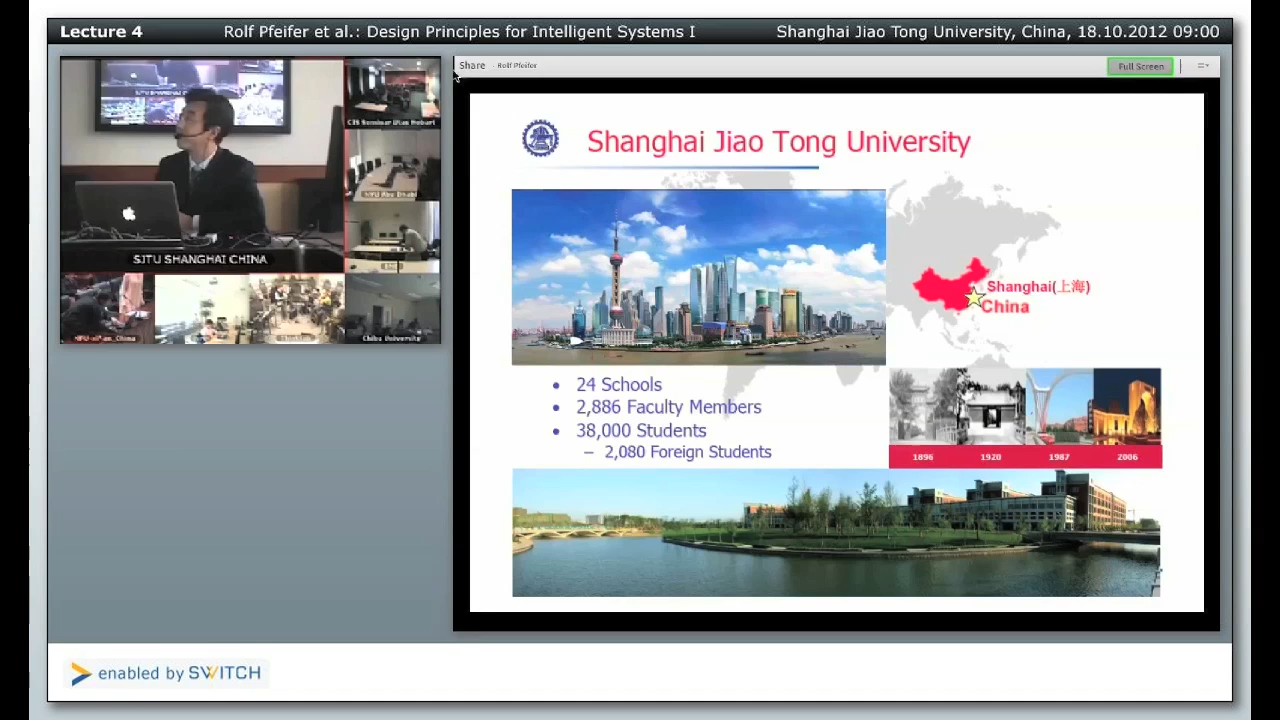 Lecture 4
Rolf Pfeifer et al.: Design Principles for Intelligent Systems I
Shanghai Jiao Tong University, China, 18.10.2012 09:00
Share
Rolf Pfeifer
Full Screen
SJTU SHANGHAI CHINA
Chiba University
Shanghai Jiao Tong University
Shanghai(上海)
China
• 24 Schools
• 2,886 Faculty Members
• 38,000 Students
– 2,080 Foreign Students
1896 1920 1987 2006
enabled by SWITCH